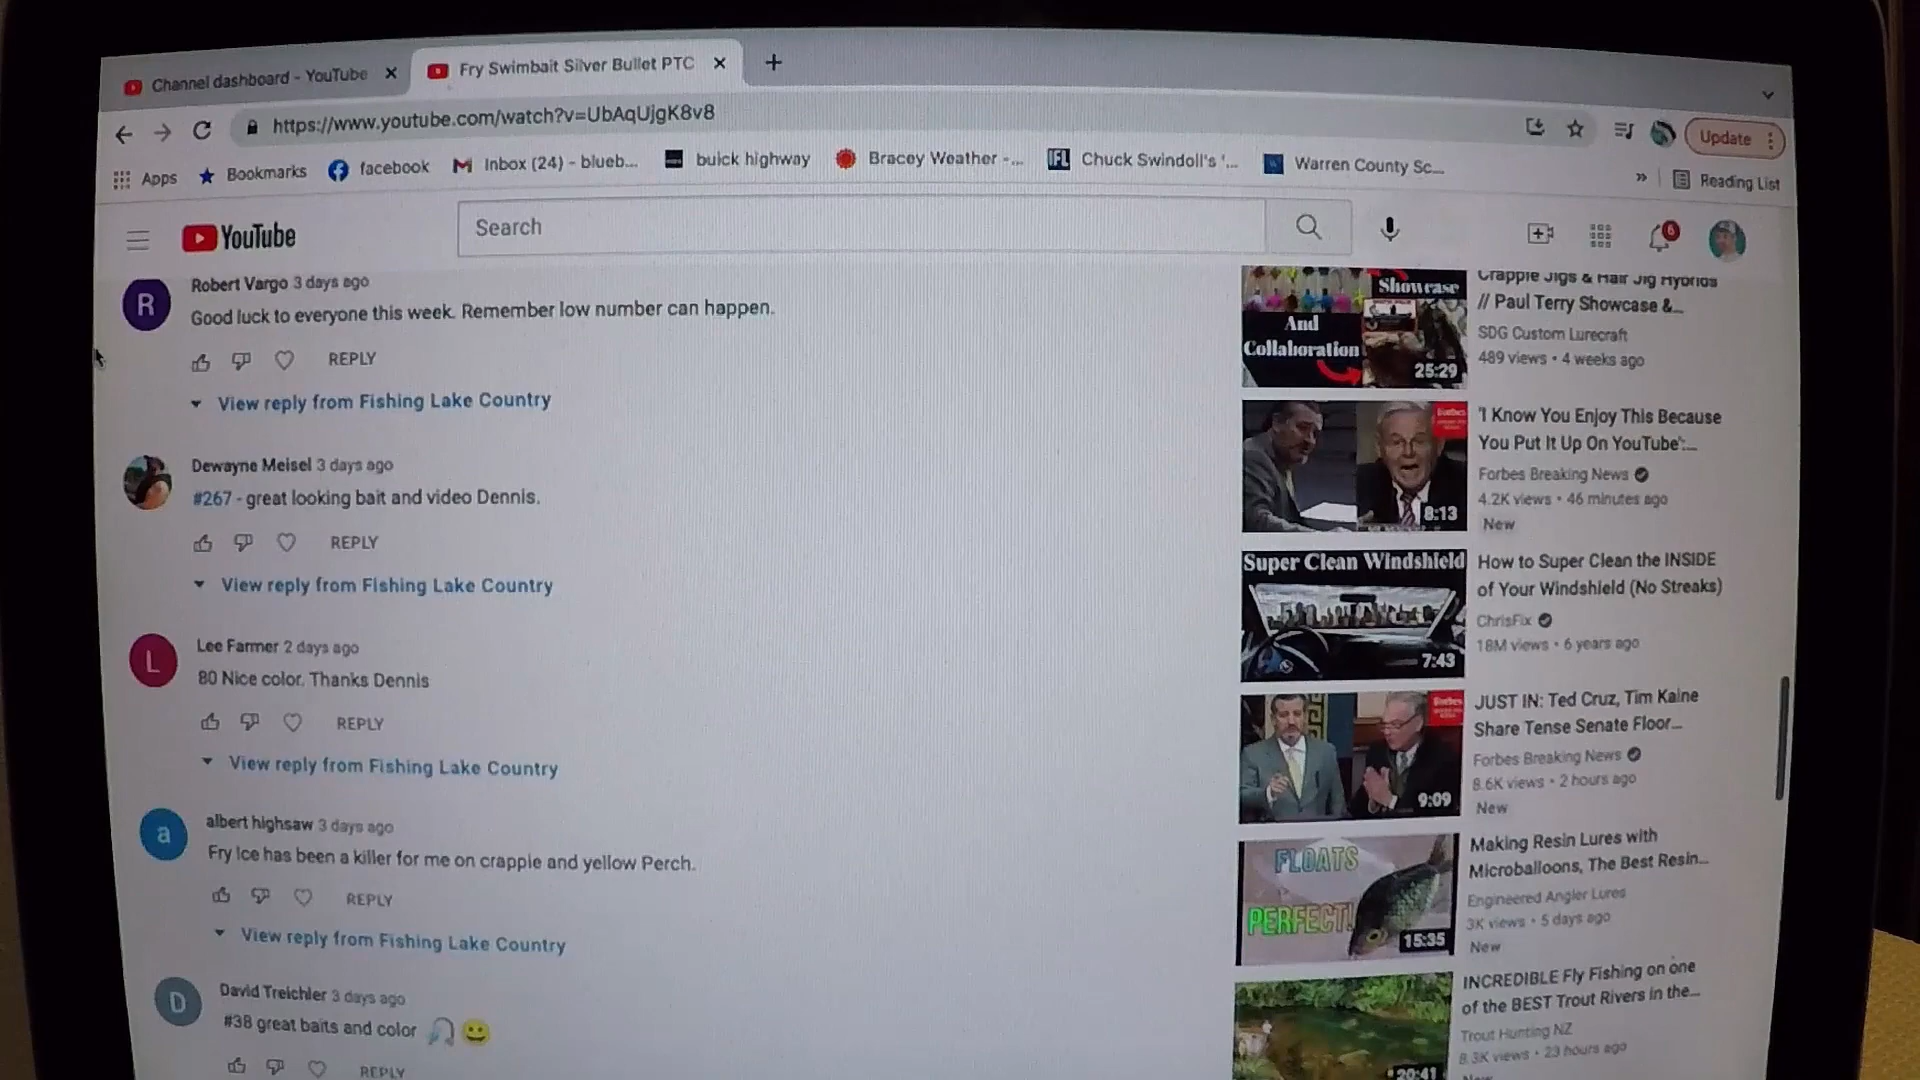 Channel dashboard - YouTube
Fry Swimbait Silver Bullet PTC
https://www.youtube.com/watch?v=UbAqUjgK8v8
Update
Apps
Bookmarks
facebook
Inbox (24) - blueb...
buick highway
Bracey Weather -...
IFL
Chuck Swindoll's '...
Warren County Sc...
Reading List
YouTube
Search
6
R
Robert Vargo 3 days ago
Good luck to everyone this week. Remember low number can happen.
REPLY
View reply from Fishing Lake Country
Dewayne Meisel 3 days ago
#267 - great looking bait and video Dennis.
REPLY
View reply from Fishing Lake Country
L
Lee Farmer 2 days ago
80 Nice color. Thanks Dennis
REPLY
View reply from Fishing Lake Country
a
albert highsaw 3 days ago
Fry Ice has been a killer for me on crappie and yellow Perch.
REPLY
View reply from Fishing Lake Country
D
David Treichler 3 days ago
#38 great baits and color
REPLY
Showcase
And
Collaboration
25:29
Crappie Jigs & Hair Jig Hybrids
// Paul Terry Showcase &...
SDG Custom Lurecraft
489 views • 4 weeks ago
Forbes
8:13
'I Know You Enjoy This Because
You Put It Up On YouTube':...
Forbes Breaking News
4.2K views • 46 minutes ago
New
Super Clean Windshield
7:43
How to Super Clean the INSIDE
of Your Windshield (No Streaks)
ChrisFix
18M views • 6 years ago
Forbes
9:09
JUST IN: Ted Cruz, Tim Kaine
Share Tense Senate Floor...
Forbes Breaking News
8.6K views • 2 hours ago
New
FLOATS
PERFECT!
15:35
Making Resin Lures with
Microballoons, The Best Resin...
Engineered Angler Lures
3K views • 5 days ago
New
20:41
INCREDIBLE Fly Fishing on one
of the BEST Trout Rivers in the...
Trout Hunting NZ
8.3K views • 23 hours ago
New